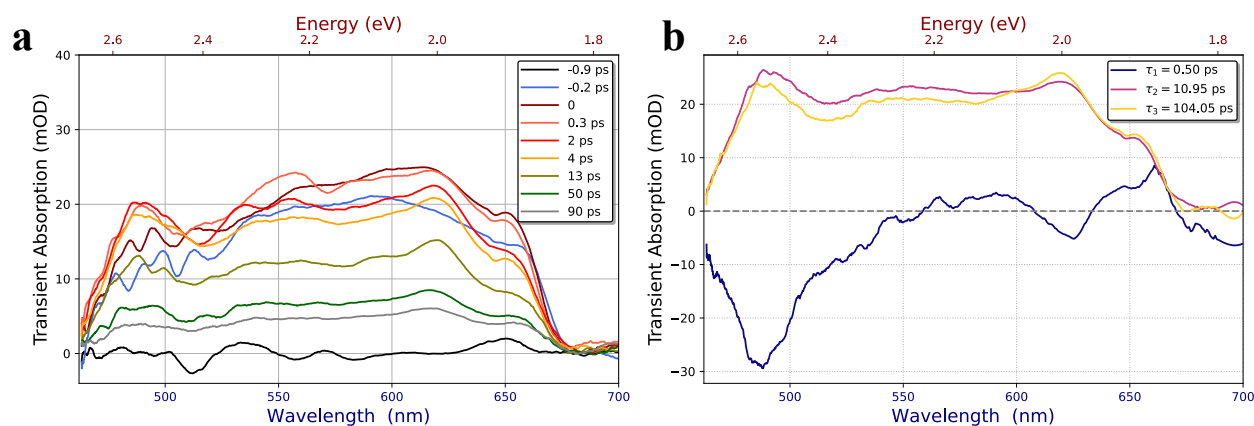 a
Energy (eV)
2.6 2.4 2.2 2.0 1.8
40
30
20
10
0
Transient Absorption (mOD)
-0.9 ps
-0.2 ps
0
0.3 ps
2 ps
4 ps
13 ps
50 ps
90 ps
500 550 600 650 700
Wavelength (nm)
b
Energy (eV)
2.6 2.4 2.2 2.0 1.8
20
10
0
−10
−20
−30
Transient Absorption (mOD)
τ₁ = 0.50 ps
τ₂ = 10.95 ps
τ₃ = 104.05 ps
500 550 600 650 700
Wavelength (nm)